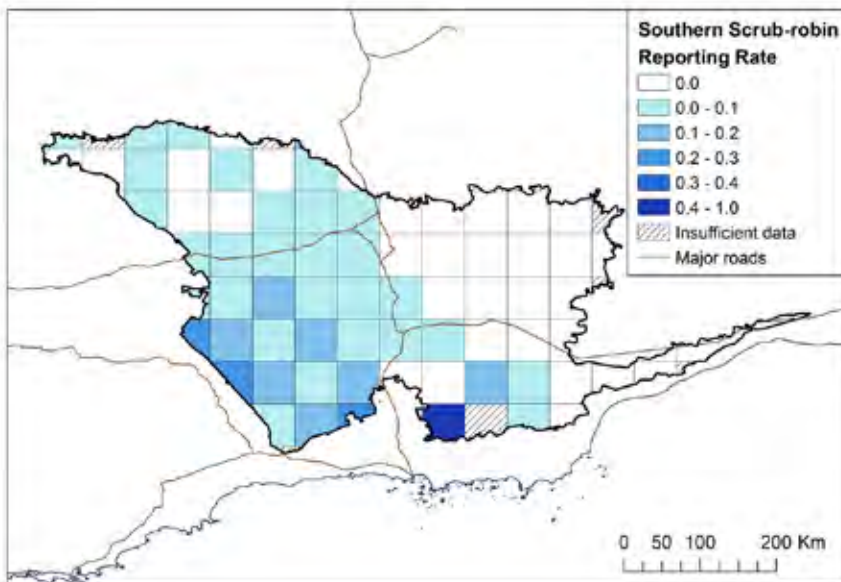 Southern Scrub-robin
Reporting Rate
0.0
0.0 - 0.1
0.1 - 0.2
0.2 - 0.3
0.3 - 0.4
0.4 - 1.0
Insufficient data
Major roads
0 50 100 200 Km